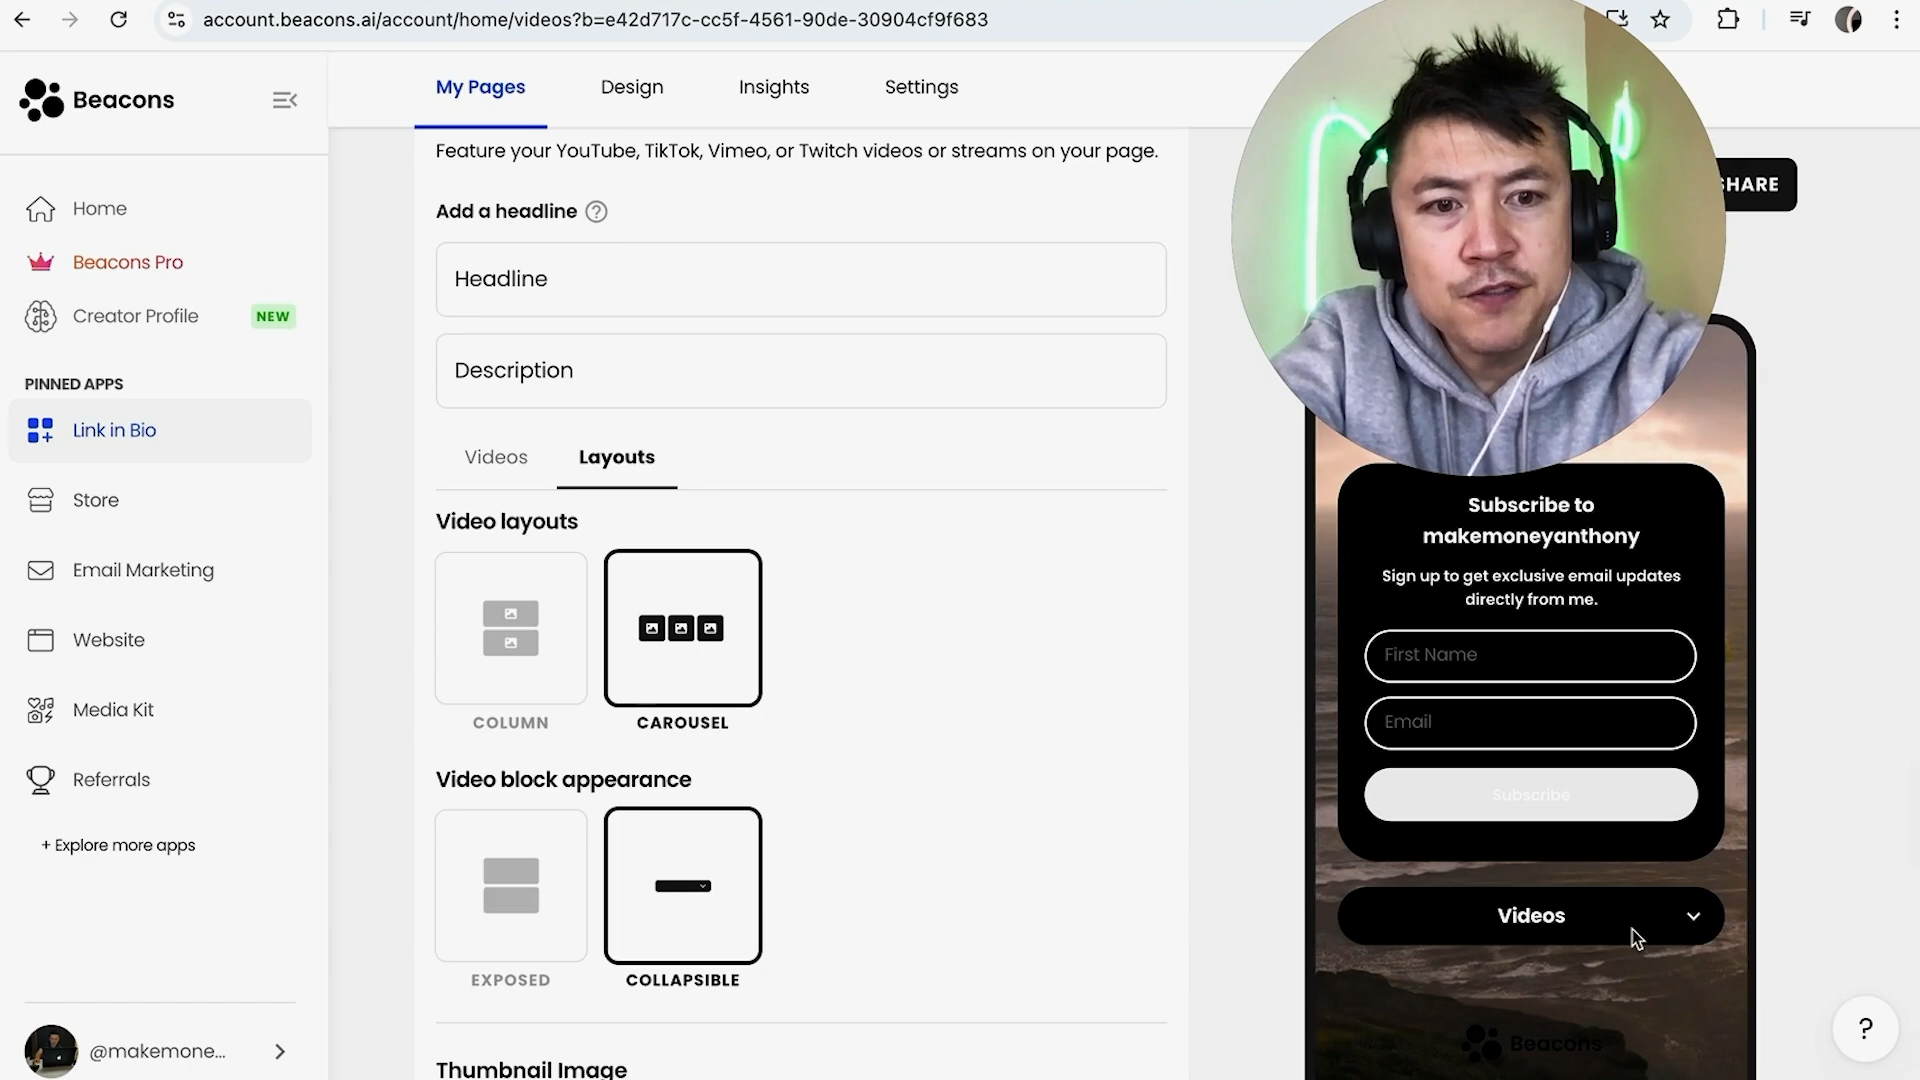 account.beacons.ai/account/home/videos?b=e42d717c-cc5f-4561-90de-30904cf9f683
Beacons
My Pages
Design
Insights
Settings
Feature your YouTube, TikTok, Vimeo, or Twitch videos or streams on your page.
SHARE
Home
Beacons Pro
Creator Profile
NEW
PINNED APPS
Link in Bio
Store
Email Marketing
Website
Media Kit
Referrals
+ Explore more apps
@makemone...
Add a headline ?
Headline
Description
Videos
Layouts
Video layouts
COLUMN
CAROUSEL
Video block appearance
EXPOSED
COLLAPSIBLE
Thumbnail Image
Subscribe to
makemoneyanthony
Sign up to get exclusive email updates
directly from me.
First Name
Email
Subscribe
Videos
Beacons
?